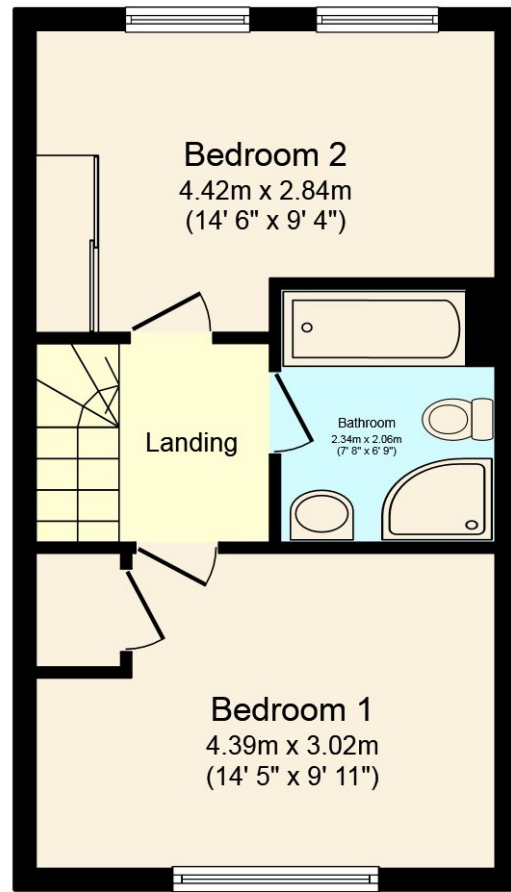 Bedroom 2
4.42m x 2.84m
(14' 6" x 9' 4")
Landing
Bathroom
2.34m x 2.06m
(7' 8" x 6' 9")
Bedroom 1
4.39m x 3.02m
(14' 5" x 9' 11")